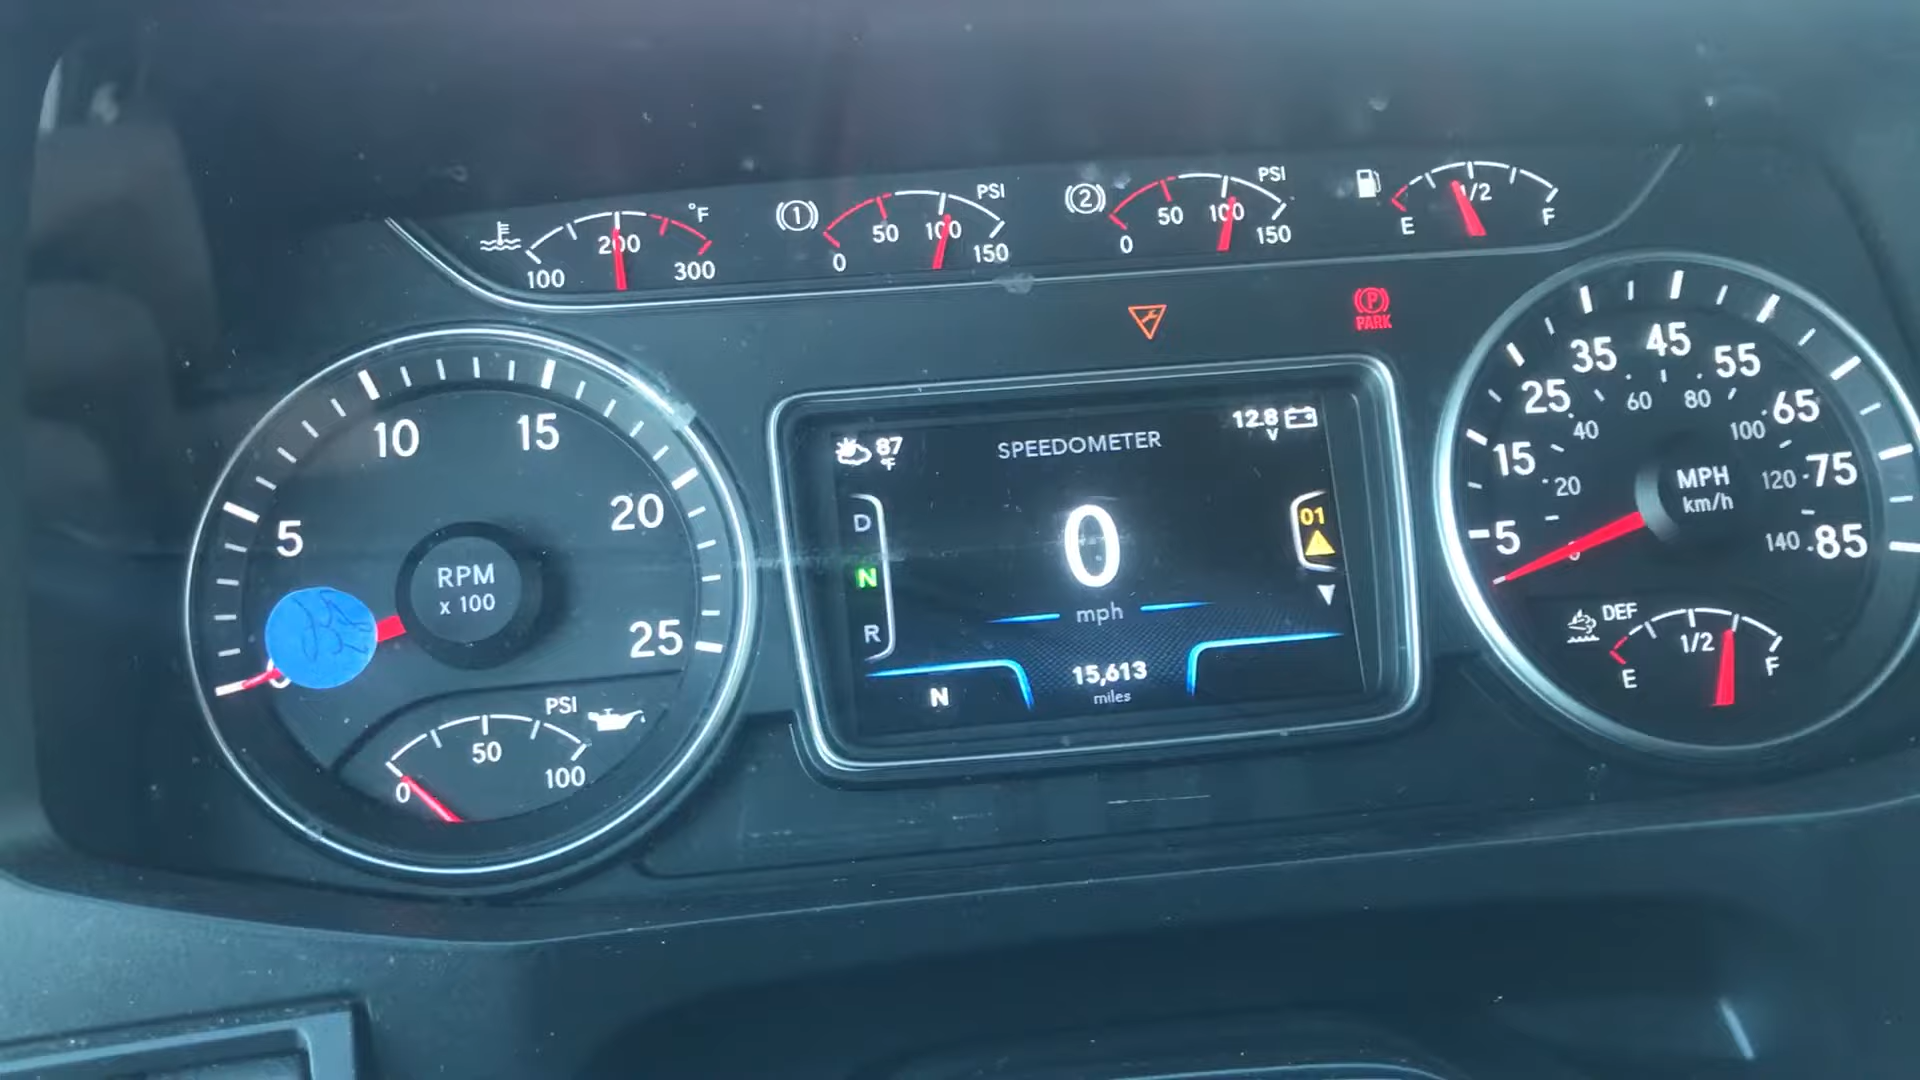 °F
100 200 300
1 PSI
0 50 100 150
2 PSI
0 50 100 150
E 1/2 F
PARK
5 10 15 20 25
RPM
x 100
PSI
0 50 100
87
°F
SPEEDOMETER
12.8
V
D
N
R
0
mph
01
15,613
miles
N
5 15 25 35 45 55 65 75 85
20 40 60 80 100 120 140
MPH
km/h
DEF
E 1/2 F